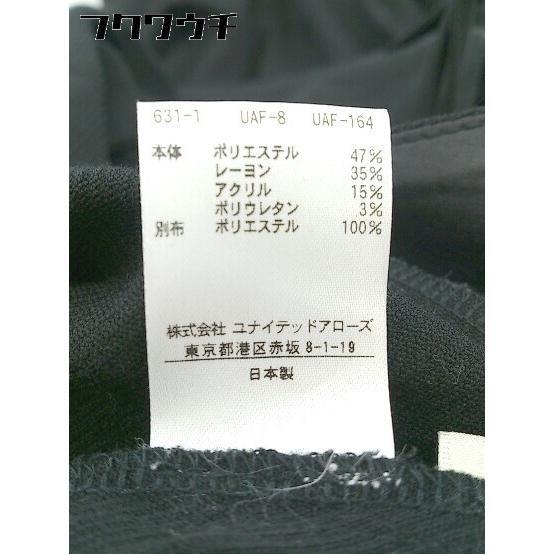 フクワウチ
631-1 UAF-8 UAF-164
本体 ポリエステル 47%
レーヨン 35%
アクリル 15%
ポリウレタン 3%
別布 ポリエステル 100%
株式会社 ユナイテッドアローズ
東京都港区赤坂 8-1-19
日本製